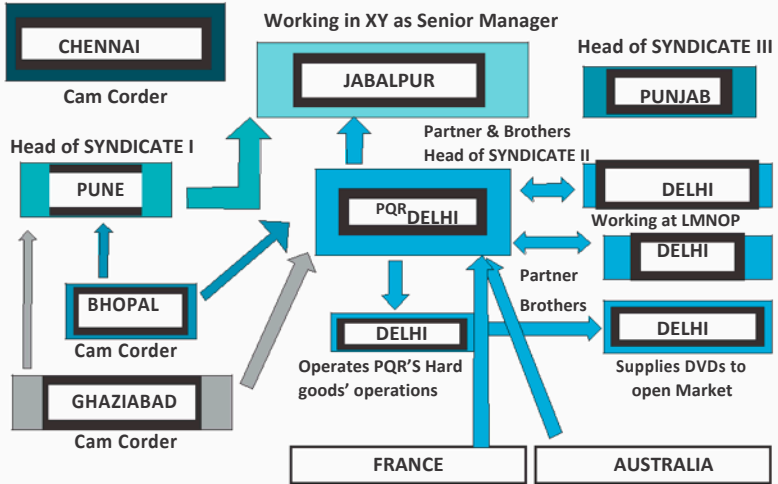 Working in XY as Senior Manager
CHENNAI
Cam Corder
JABALPUR
Head of SYNDICATE III
PUNJAB
Head of SYNDICATE I
PUNE
Partner & Brothers
Head of SYNDICATE II
PQR DELHI
DELHI
Working at LMNOP
DELHI
Partner
Brothers
BHOPAL
Cam Corder
DELHI
Operates PQR'S Hard
goods' operations
DELHI
Supplies DVDs to
open Market
GHAZIABAD
Cam Corder
FRANCE
AUSTRALIA